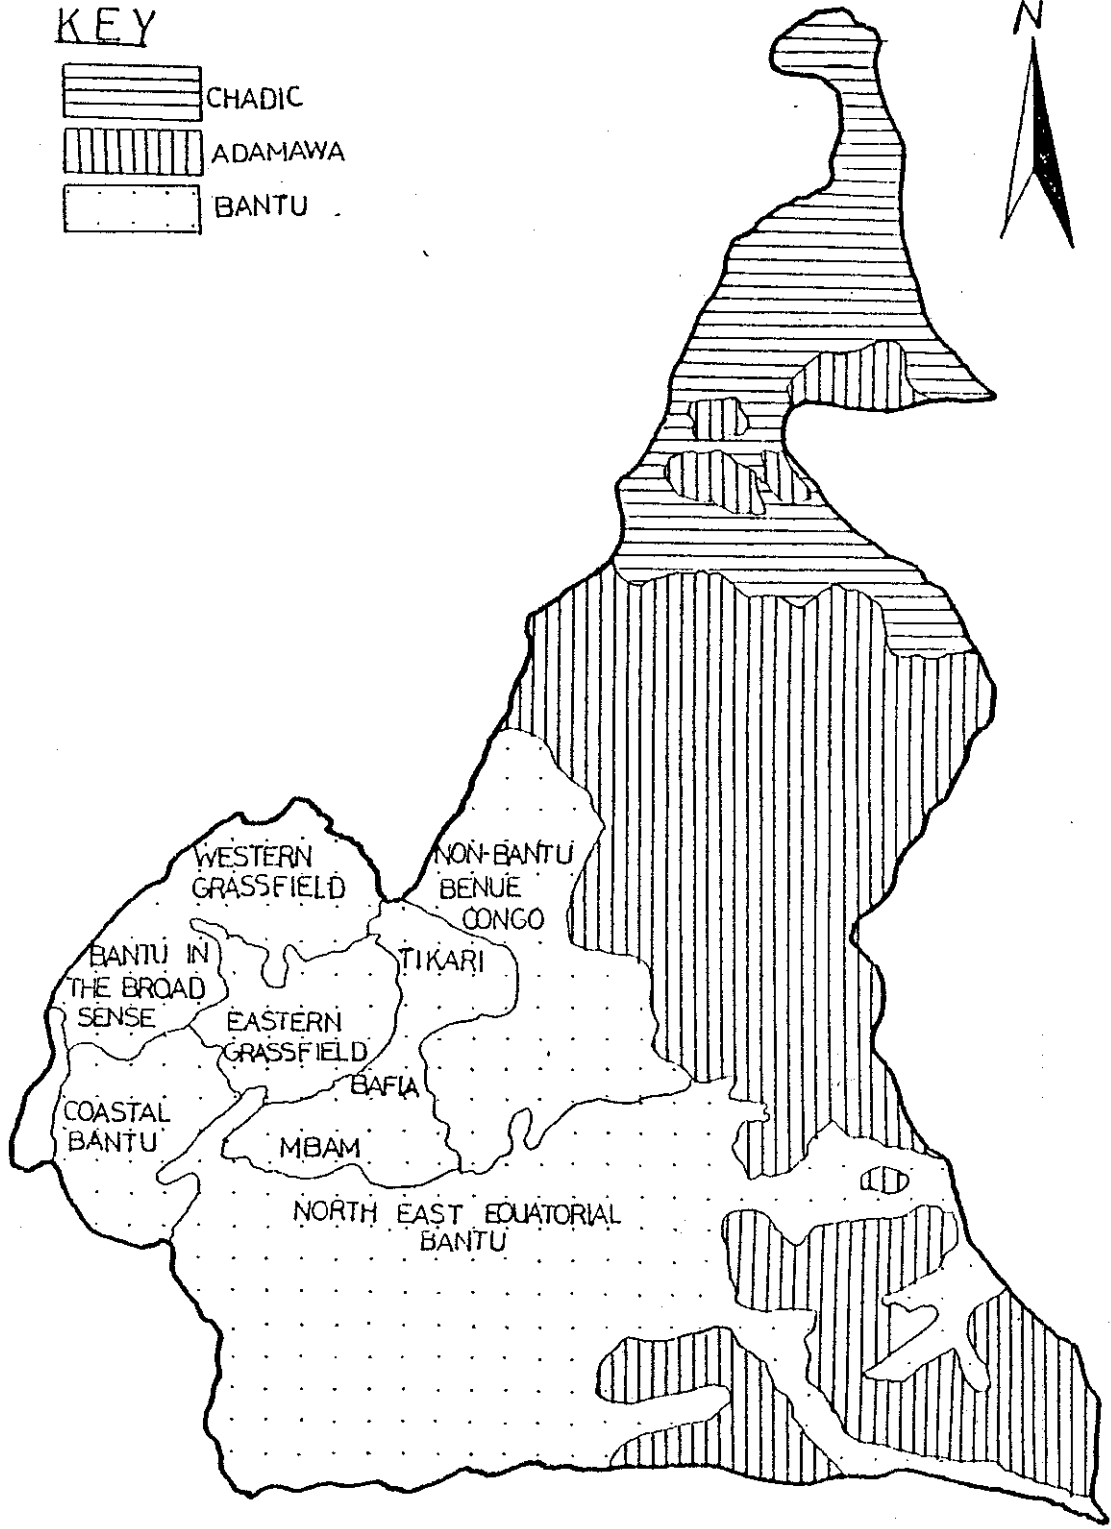 KEY
N
CHADIC
ADAMAWA
BANTU
WESTERN
GRASSFIELD
NON-BANTU
BENUE
CONGO
BANTU IN
THE BROAD
SENSE
TIKARI
EASTERN
GRASSFIELD
BAFIA
COASTAL
BANTU
MBAM
NORTH EAST EQUATORIAL
BANTU